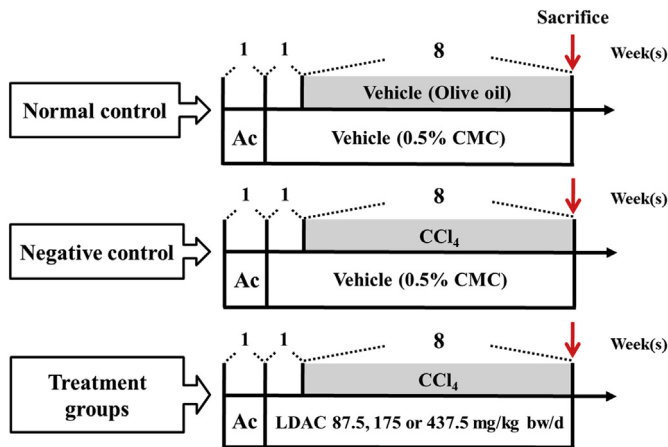 Sacrifice
1 1 8 Week(s)
Normal control
Vehicle (Olive oil)
Ac Vehicle (0.5% CMC)
1 1 8 Week(s)
Negative control
CCl₄
Ac Vehicle (0.5% CMC)
1 1 8 Week(s)
Treatment
groups
CCl₄
Ac LDAC 87.5, 175 or 437.5 mg/kg bw/d